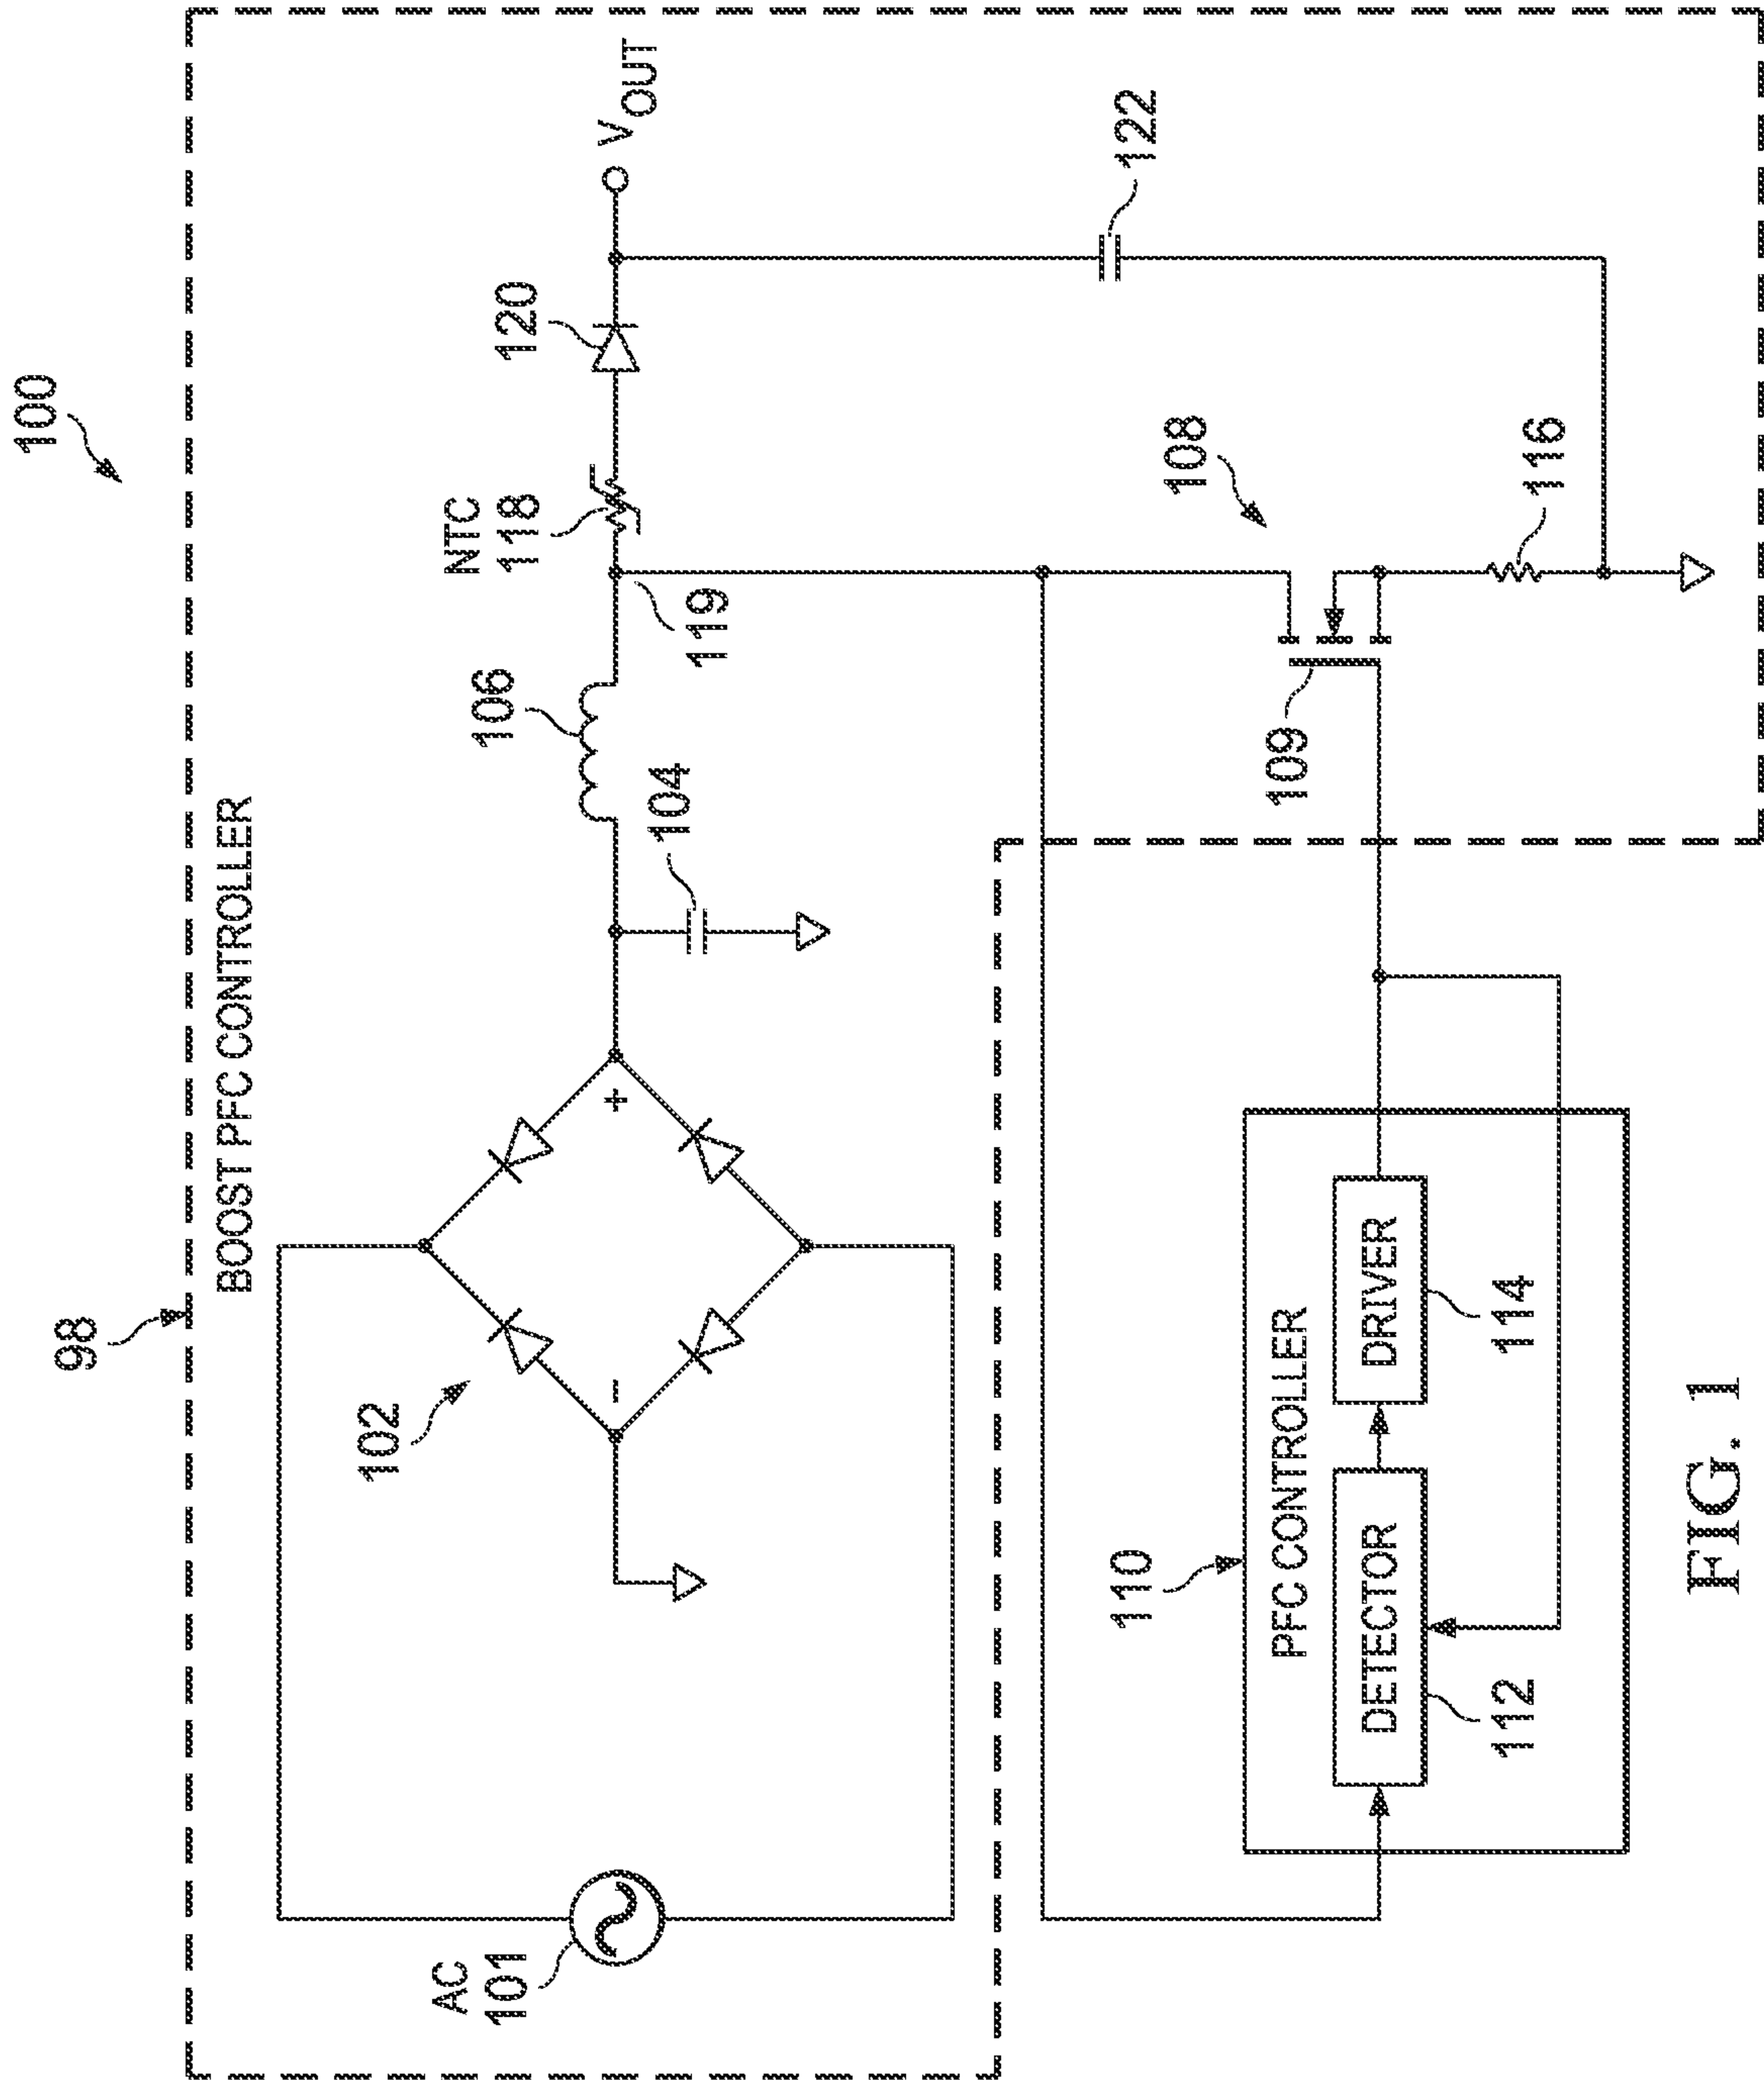 100
98
BOOST PFC CONTROLLER
AC
101
102
+
-
104
106
NTC
118
119
120
V OUT
122
108
109
116
110
PFC CONTROLLER
DETECTOR
112
DRIVER
114
FIG. 1